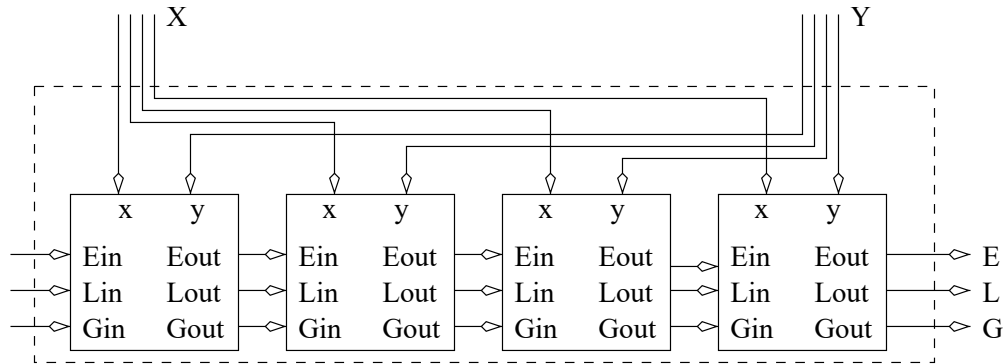 X Y
x y x y x y x y
Ein Eout Ein Eout Ein Eout Ein Eout E
Lin Lout Lin Lout Lin Lout Lin Lout L
Gin Gout Gin Gout Gin Gout Gin Gout G